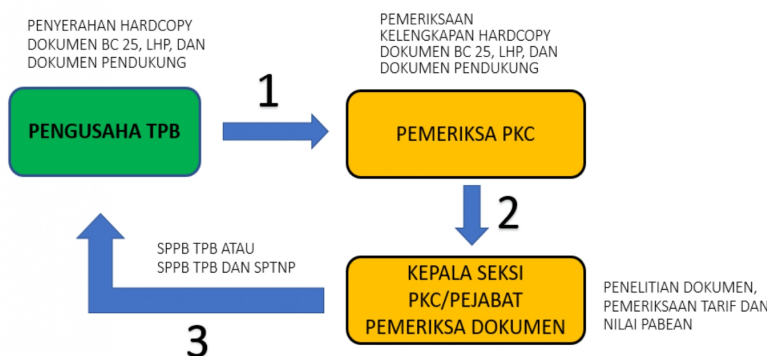 PENYERAHAN HARDCOPY
DOKUMEN BC 25, LHP, DAN
DOKUMEN PENDUKUNG
PENGUSAHA TPB
1
PEMERIKSAAN
KELENGKAPAN HARDCOPY
DOKUMEN BC 25, LHP, DAN
DOKUMEN PENDUKUNG
PEMERIKSA PKC
2
KEPALA SEKSI
PKC/PEJABAT
PEMERIKSA DOKUMEN
PENELITIAN DOKUMEN,
PEMERIKSAAN TARIF DAN
NILAI PABEAN
SPPB TPB ATAU
SPPB TPB DAN SPTNP
3